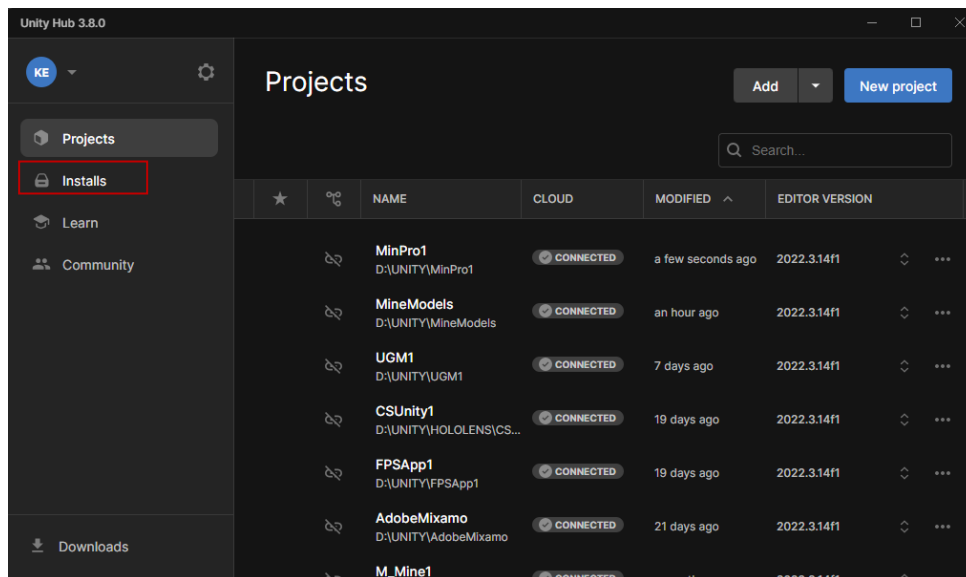 Unity Hub 3.8.0
KE
Projects
Installs
Learn
Community
Downloads
Projects
Add
New project
Search...
NAME CLOUD MODIFIED EDITOR VERSION
MinPro1
D:\UNITY\MinPro1
CONNECTED
a few seconds ago
2022.3.14f1
MineModels
D:\UNITY\MineModels
CONNECTED
an hour ago
2022.3.14f1
UGM1
D:\UNITY\UGM1
CONNECTED
7 days ago
2022.3.14f1
CSUnity1
D:\UNITY\HOLOLENS\CS...
CONNECTED
19 days ago
2022.3.14f1
FPSApp1
D:\UNITY\FPSApp1
CONNECTED
19 days ago
2022.3.14f1
AdobeMixamo
D:\UNITY\AdobeMixamo
CONNECTED
21 days ago
2022.3.14f1
M_Mine1
CONNECTED